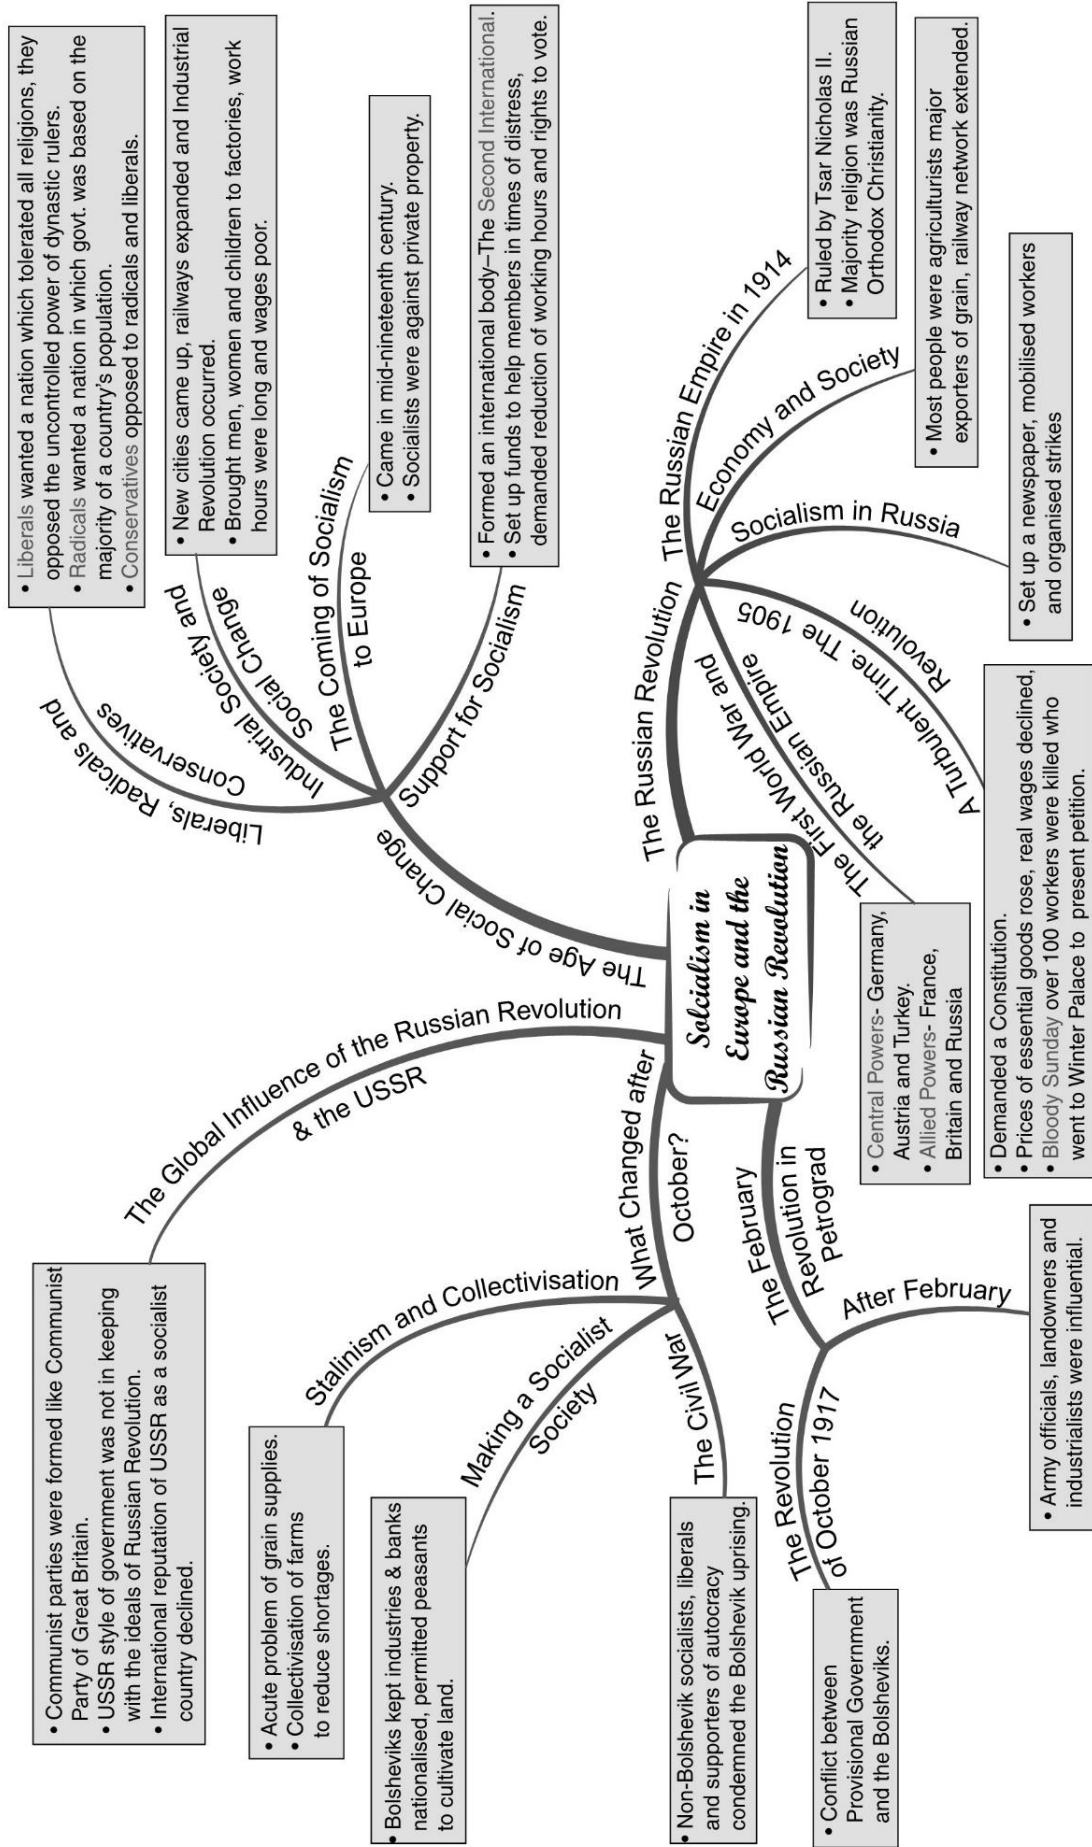 Solcialism in
Europe and the
Russian Revolution
The Age of Social Change
Liberals, Radicals and
Conservatives
• Liberals wanted a nation which tolerated all religions, they
opposed the uncontrolled power of dynastic rulers.
• Radicals wanted a nation in which govt. was based on the
majority of a country's population.
• Conservatives opposed to radicals and liberals.
Industrial Society and
Social Change
• New cities came up, railways expanded and Industrial
Revolution occurred.
• Brought men, women and children to factories, work
hours were long and wages poor.
The Coming of Socialism
to Europe
• Came in mid-nineteenth century.
• Socialists were against private property.
Support for Socialism
• Formed an international body–The Second International.
• Set up funds to help members in times of distress,
demanded reduction of working hours and rights to vote.
The Russian Revolution
The Russian Empire in 1914
• Ruled by Tsar Nicholas II.
• Majority religion was Russian
Orthodox Christianity.
Economy and Society
• Most people were agriculturists major
exporters of grain, railway network extended.
Socialism in Russia
• Set up a newspaper, mobilised workers
and organised strikes
A Turbulent Time. The 1905
Revolution
• Demanded a Constitution.
• Prices of essential goods rose, real wages declined,
• Bloody Sunday over 100 workers were killed who
went to Winter Palace to present petition.
The First World War and
the Russian Empire
• Central Powers- Germany,
Austria and Turkey.
• Allied Powers- France,
Britain and Russia
The February
Revolution in
Petrograd
After February
• Army officials, landowners and
industrialists were influential.
The Revolution
of October 1917
• Conflict between
Provisional Government
and the Bolsheviks.
What Changed after
October?
The Civil War
• Non-Bolshevik socialists, liberals
and supporters of autocracy
condemned the Bolshevik uprising.
Making a Socialist
Society
• Bolsheviks kept industries & banks
nationalised, permitted peasants
to cultivate land.
Stalinism and Collectivisation
• Acute problem of grain supplies.
• Collectivisation of farms
to reduce shortages.
The Global Influence of the Russian Revolution
& the USSR
• Communist parties were formed like Communist
Party of Great Britain.
• USSR style of government was not in keeping
with the ideals of Russian Revolution.
• International reputation of USSR as a socialist
country declined.